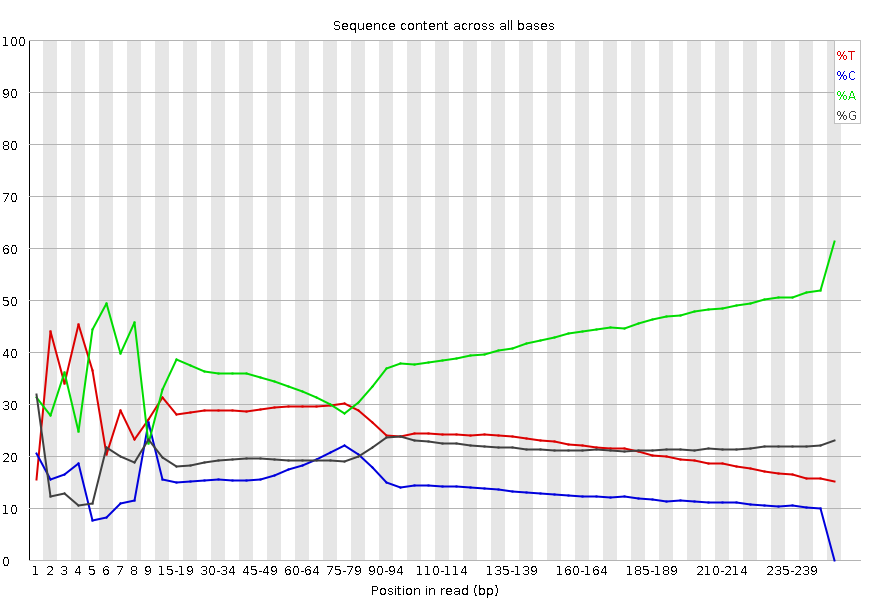 Sequence content across all bases
100
90
80
70
60
50
40
30
20
10
0
%T
%C
%A
%G
1 2 3 4 5 6 7 8 9 15-19 30-34 45-49 60-64 75-79 90-94 110-114 135-139 160-164 185-189 210-214 235-239
Position in read (bp)